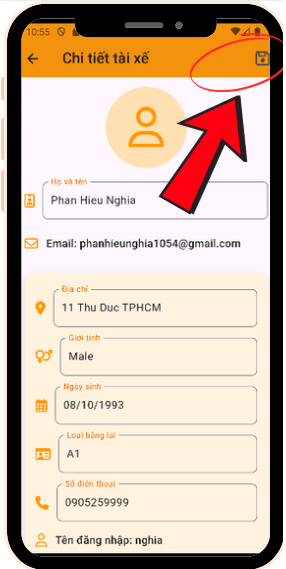 10:55
Chi tiết tài xế
Họ và tên
Phan Hieu Nghia
Email: phanhieunghia1054@gmail.com
Địa chỉ
11 Thu Duc TPHCM
Giới tính
Male
Ngày sinh
08/10/1993
Loại bằng lái
A1
Số điện thoại
0905259999
Tên đăng nhập: nghia